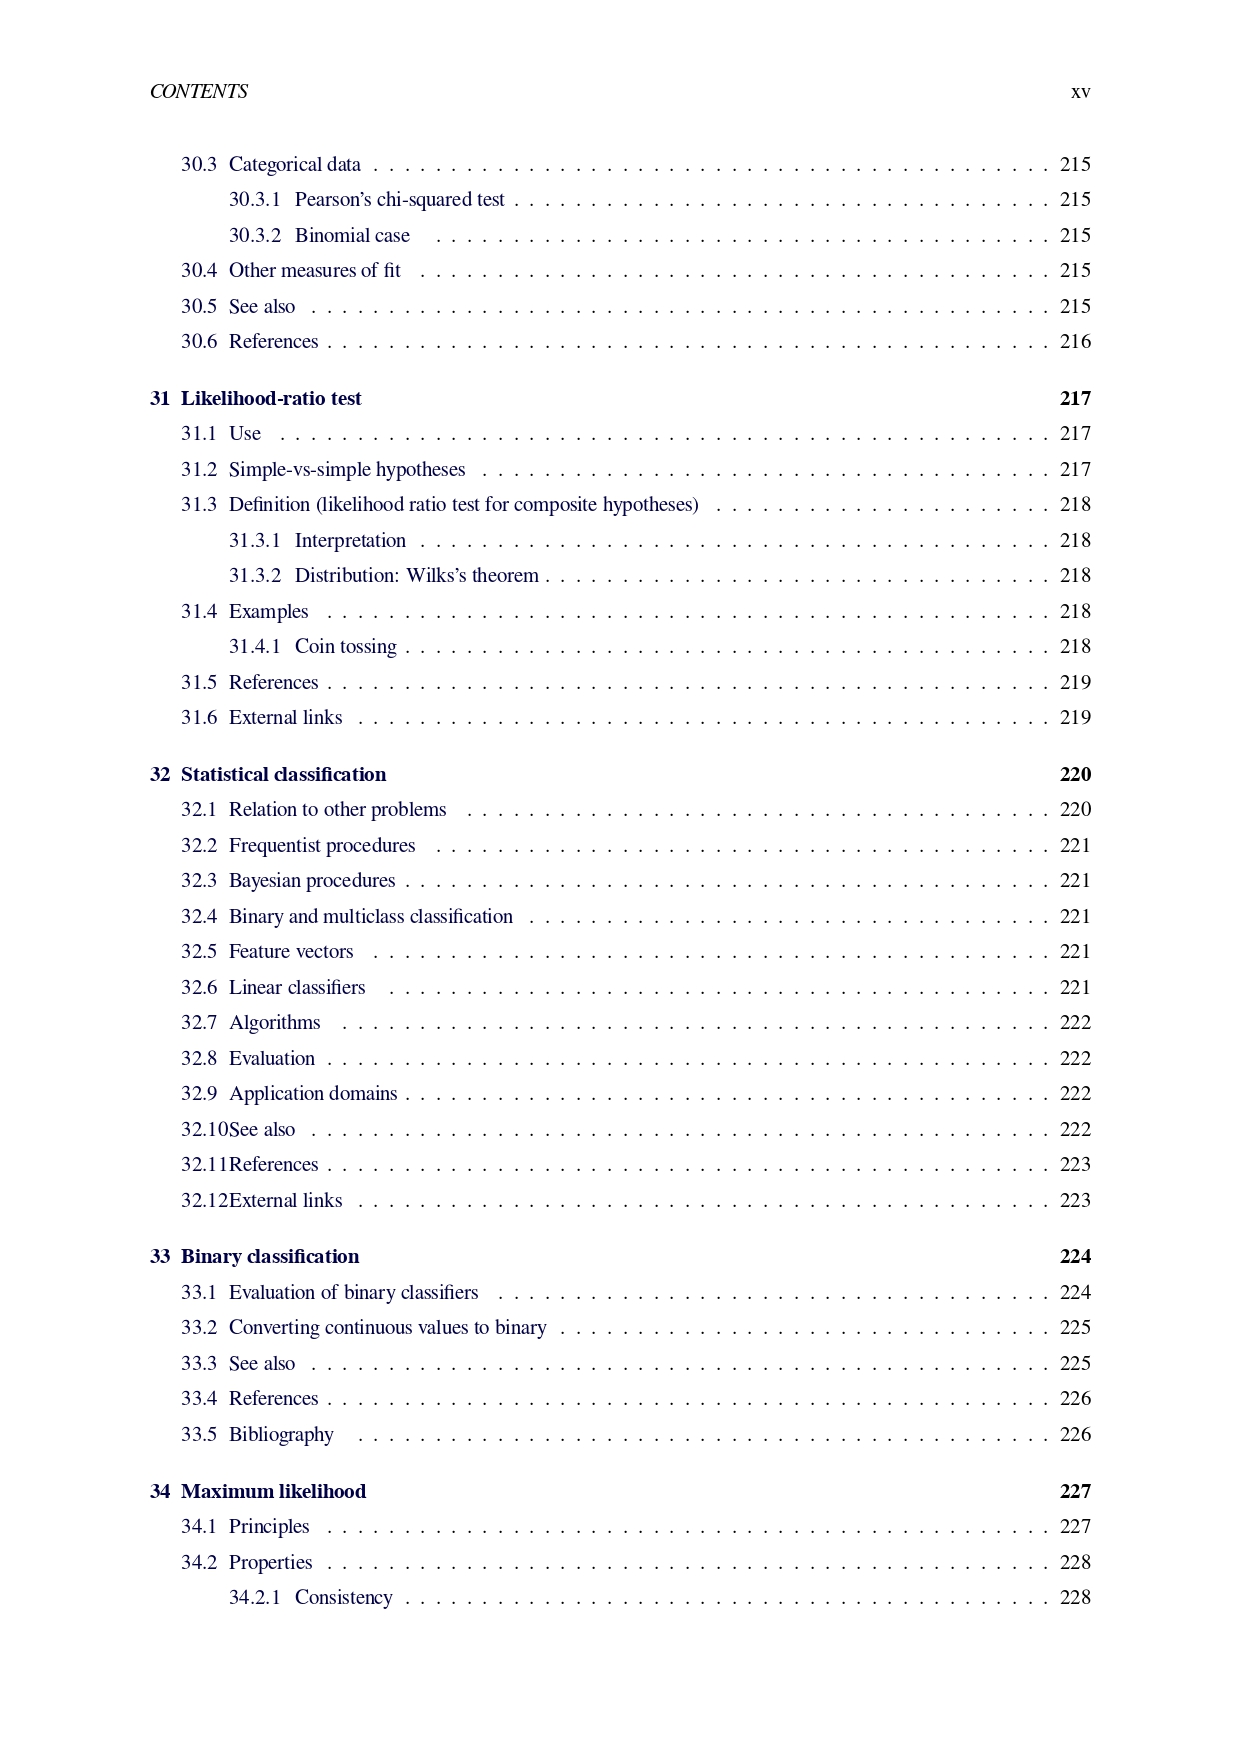 CONTENTS xv
30.3 Categorical data . . . . . . . . . . . . . . . . . . . . . . . . . . . . . . . . . . . . . . . . . . . . 215
30.3.1 Pearson’s chi-squared test . . . . . . . . . . . . . . . . . . . . . . . . . . . . . . . . . . . 215
30.3.2 Binomial case . . . . . . . . . . . . . . . . . . . . . . . . . . . . . . . . . . . . . . . . 215
30.4 Other measures of fit . . . . . . . . . . . . . . . . . . . . . . . . . . . . . . . . . . . . . . . . . 215
30.5 See also . . . . . . . . . . . . . . . . . . . . . . . . . . . . . . . . . . . . . . . . . . . . . . . . 215
30.6 References . . . . . . . . . . . . . . . . . . . . . . . . . . . . . . . . . . . . . . . . . . . . . . . 216
31 Likelihood-ratio test 217
31.1 Use . . . . . . . . . . . . . . . . . . . . . . . . . . . . . . . . . . . . . . . . . . . . . . . . . . 217
31.2 Simple-vs-simple hypotheses . . . . . . . . . . . . . . . . . . . . . . . . . . . . . . . . . . . . . 217
31.3 Definition (likelihood ratio test for composite hypotheses) . . . . . . . . . . . . . . . . . . . . . . 218
31.3.1 Interpretation . . . . . . . . . . . . . . . . . . . . . . . . . . . . . . . . . . . . . . . . . 218
31.3.2 Distribution: Wilks’s theorem . . . . . . . . . . . . . . . . . . . . . . . . . . . . . . . . . 218
31.4 Examples . . . . . . . . . . . . . . . . . . . . . . . . . . . . . . . . . . . . . . . . . . . . . . . 218
31.4.1 Coin tossing . . . . . . . . . . . . . . . . . . . . . . . . . . . . . . . . . . . . . . . . . . 218
31.5 References . . . . . . . . . . . . . . . . . . . . . . . . . . . . . . . . . . . . . . . . . . . . . . . 219
31.6 External links . . . . . . . . . . . . . . . . . . . . . . . . . . . . . . . . . . . . . . . . . . . . . 219
32 Statistical classification 220
32.1 Relation to other problems . . . . . . . . . . . . . . . . . . . . . . . . . . . . . . . . . . . . . . 220
32.2 Frequentist procedures . . . . . . . . . . . . . . . . . . . . . . . . . . . . . . . . . . . . . . . . 221
32.3 Bayesian procedures . . . . . . . . . . . . . . . . . . . . . . . . . . . . . . . . . . . . . . . . . . 221
32.4 Binary and multiclass classification . . . . . . . . . . . . . . . . . . . . . . . . . . . . . . . . . . 221
32.5 Feature vectors . . . . . . . . . . . . . . . . . . . . . . . . . . . . . . . . . . . . . . . . . . . . 221
32.6 Linear classifiers . . . . . . . . . . . . . . . . . . . . . . . . . . . . . . . . . . . . . . . . . . . 221
32.7 Algorithms . . . . . . . . . . . . . . . . . . . . . . . . . . . . . . . . . . . . . . . . . . . . . . 222
32.8 Evaluation . . . . . . . . . . . . . . . . . . . . . . . . . . . . . . . . . . . . . . . . . . . . . . . 222
32.9 Application domains . . . . . . . . . . . . . . . . . . . . . . . . . . . . . . . . . . . . . . . . . . 222
32.10See also . . . . . . . . . . . . . . . . . . . . . . . . . . . . . . . . . . . . . . . . . . . . . . . . 222
32.11References . . . . . . . . . . . . . . . . . . . . . . . . . . . . . . . . . . . . . . . . . . . . . . . 223
32.12External links . . . . . . . . . . . . . . . . . . . . . . . . . . . . . . . . . . . . . . . . . . . . . 223
33 Binary classification 224
33.1 Evaluation of binary classifiers . . . . . . . . . . . . . . . . . . . . . . . . . . . . . . . . . . . . 224
33.2 Converting continuous values to binary . . . . . . . . . . . . . . . . . . . . . . . . . . . . . . . . 225
33.3 See also . . . . . . . . . . . . . . . . . . . . . . . . . . . . . . . . . . . . . . . . . . . . . . . . 225
33.4 References . . . . . . . . . . . . . . . . . . . . . . . . . . . . . . . . . . . . . . . . . . . . . . . 226
33.5 Bibliography . . . . . . . . . . . . . . . . . . . . . . . . . . . . . . . . . . . . . . . . . . . . . 226
34 Maximum likelihood 227
34.1 Principles . . . . . . . . . . . . . . . . . . . . . . . . . . . . . . . . . . . . . . . . . . . . . . . 227
34.2 Properties . . . . . . . . . . . . . . . . . . . . . . . . . . . . . . . . . . . . . . . . . . . . . . . 228
34.2.1 Consistency . . . . . . . . . . . . . . . . . . . . . . . . . . . . . . . . . . . . . . . . . . 228